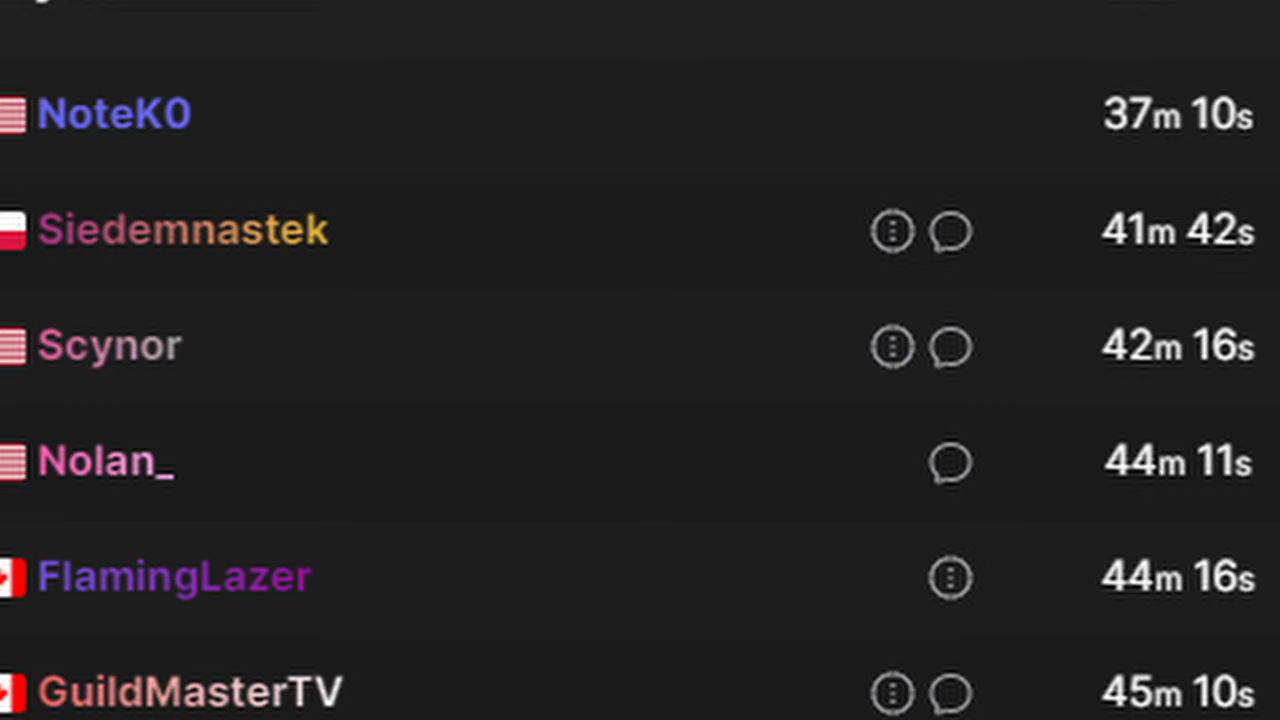 NoteK0 37m 10s
Siedemnastek 41m 42s
Scynor 42m 16s
Nolan_ 44m 11s
FlamingLazer 44m 16s
GuildMasterTV 45m 10s